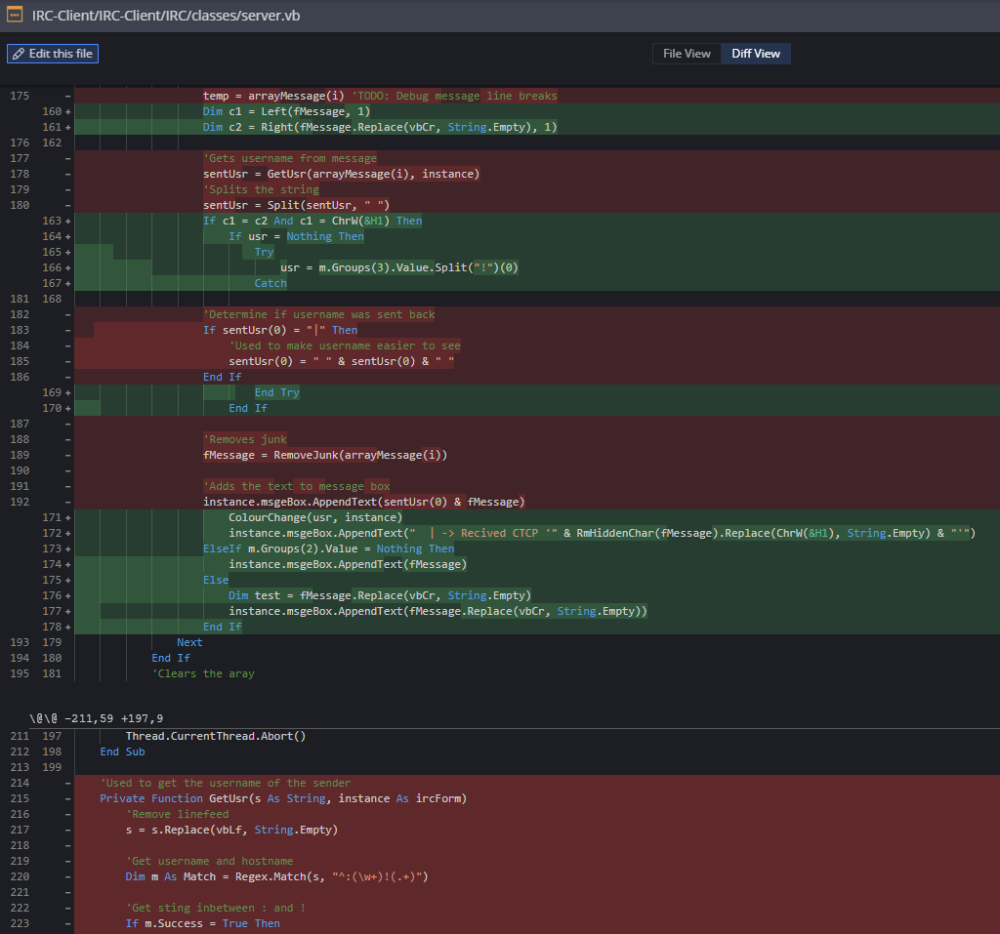 IRC-Client/IRC-Client/IRC/classes/server.vb
Edit this file
File View Diff View
175 - temp = arrayMessage(i) 'TODO: Debug message line breaks
160 + Dim c1 = Left(fMessage, 1)
161 + Dim c2 = Right(fMessage.Replace(vbCr, String.Empty), 1)
176 162
177 - 'Gets username from message
178 - sentUsr = GetUsr(arrayMessage(i), instance)
179 - 'Splits the string
180 - sentUsr = Split(sentUsr, " ")
163 + If c1 = c2 And c1 = ChrW(&H1) Then
164 + If usr = Nothing Then
165 + Try
166 + usr = m.Groups(3).Value.Split("!")(0)
167 + Catch
181 168
182 - 'Determine if username was sent back
183 - If sentUsr(0) = "|" Then
184 - 'Used to make username easier to see
185 - sentUsr(0) = " " & sentUsr(0) & " "
186 - End If
169 + End Try
170 + End If
187 -
188 - 'Removes junk
189 - fMessage = RemoveJunk(arrayMessage(i))
190 -
191 - 'Adds the text to message box
192 - instance.msgeBox.AppendText(sentUsr(0) & fMessage)
171 + ColourChange(usr, instance)
172 + instance.msgeBox.AppendText("  | -> Recived CTCP '" & RmHiddenChar(fMessage).Replace(ChrW(&H1), String.Empty) & "'")
173 + ElseIf m.Groups(2).Value = Nothing Then
174 + instance.msgeBox.AppendText(fMessage)
175 + Else
176 + Dim test = fMessage.Replace(vbCr, String.Empty)
177 + instance.msgeBox.AppendText(fMessage.Replace(vbCr, String.Empty))
178 + End If
193 179 Next
194 180 End If
195 181 'Clears the aray
\@\@ -211,59 +197,9
211 197 Thread.CurrentThread.Abort()
212 198 End Sub
213 199
214 - 'Used to get the username of the sender
215 - Private Function GetUsr(s As String, instance As ircForm)
216 - 'Remove linefeed
217 - s = s.Replace(vbLf, String.Empty)
218 -
219 - 'Get username and hostname
220 - Dim m As Match = Regex.Match(s, "^:(\w+)!(.+)")
221 -
222 - 'Get sting inbetween : and !
223 - If m.Success = True Then